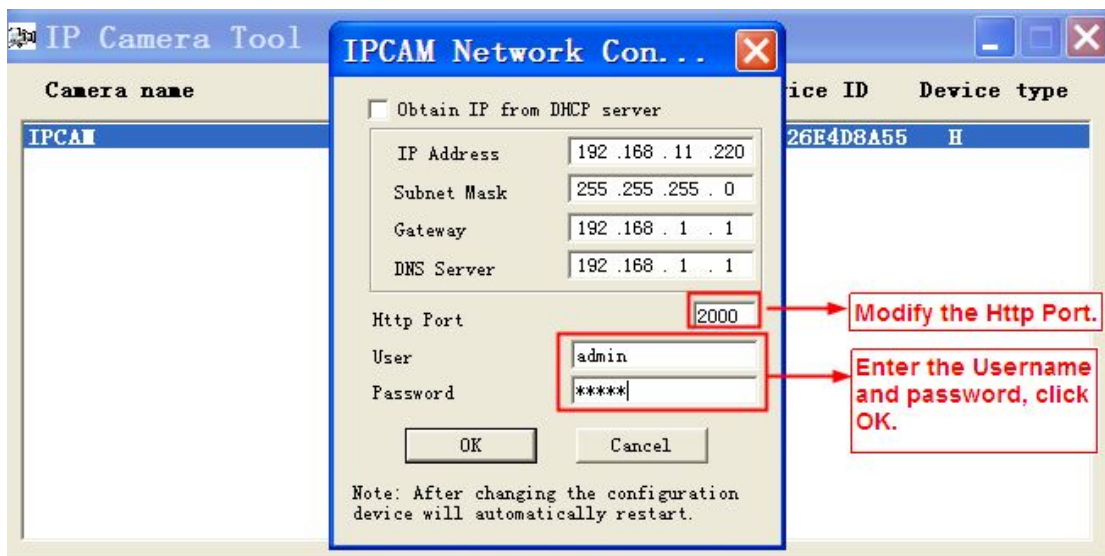 IP Camera Tool
IPCAM Network Con...
Camera name
ice ID
Device type
IPCAM
26E4D8A55
H
Obtain IP from DHCP server
IP Address
192 .168 . 11 .220
Subnet Mask
255 .255 .255 . 0
Gateway
192 .168 . 1 . 1
DNS Server
192 .168 . 1 . 1
Http Port
2000
Modify the Http Port.
User
admin
Password
*****
Enter the Username
and password, click
OK.
OK
Cancel
Note: After changing the configuration
device will automatically restart.